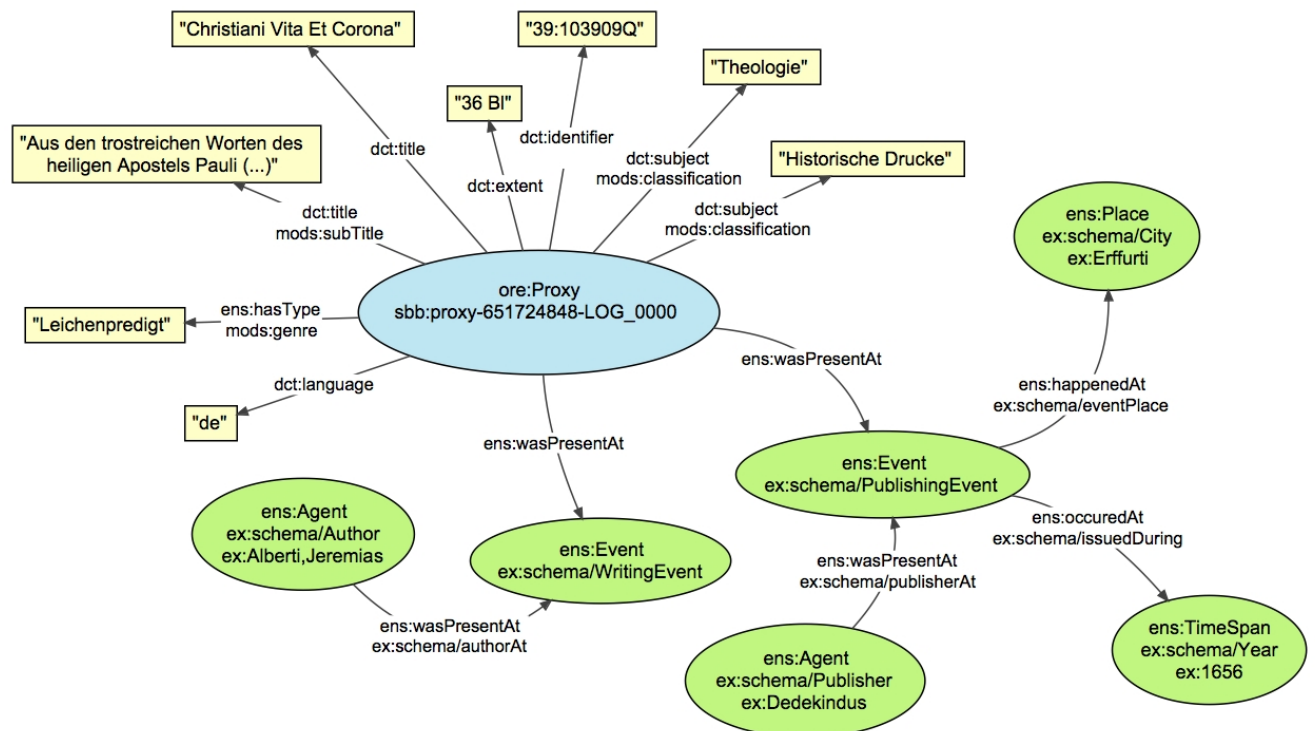 "Christiani Vita Et Corona"
"39:103909Q"
"Theologie"
"36 Bl"
"Aus den trostreichen Worten des
heiligen Apostels Pauli (...)"
dct:title
dct:identifier
dct:extent
dct:subject
mods:classification
"Historische Drucke"
dct:title
mods:subTitle
dct:subject
mods:classification
ens:Place
ex:schema/City
ex:Erffurti
ore:Proxy
sbb:proxy-651724848-LOG_0000
"Leichenpredigt"
ens:hasType
mods:genre
ens:wasPresentAt
dct:language
"de"
ens:happenedAt
ex:schema/eventPlace
ens:wasPresentAt
ens:Event
ex:schema/PublishingEvent
ens:Agent
ex:schema/Author
ex:Alberti,Jeremias
ens:Event
ex:schema/WritingEvent
ens:occuredAt
ex:schema/issuedDuring
ens:wasPresentAt
ex:schema/publisherAt
ens:wasPresentAt
ex:schema/authorAt
ens:Agent
ex:schema/Publisher
ex:Dedekindus
ens:TimeSpan
ex:schema/Year
ex:1656